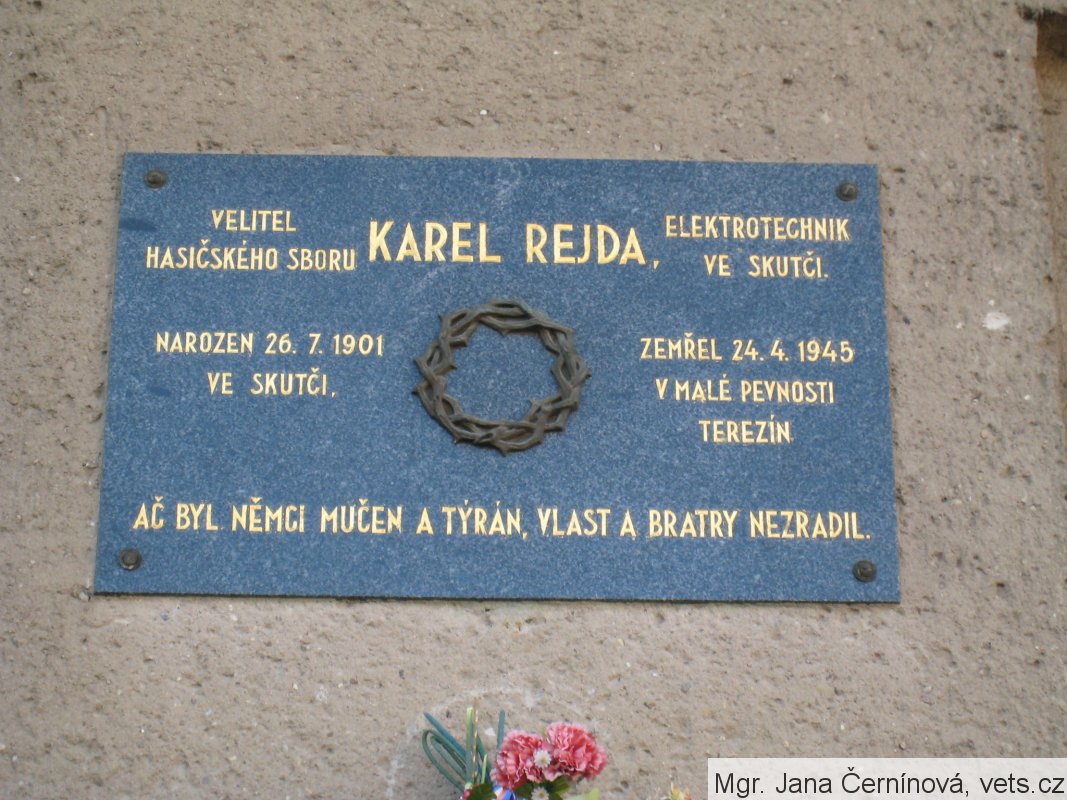 VELITEL
HASIČSKÉHO SBORU
KAREL REJDA,
ELEKTROTECHNIK
VE SKUTČI.
NAROZEN 26. 7. 1901
VE SKUTČI,
ZEMŘEL 24. 4. 1945
V MALÉ PEVNOSTI
TEREZÍN
AČ BYL NĚMCI MUČEN A TÝRÁN, VLAST A BRATRY NEZRADIL.
Mgr. Jana Černínová, vets.cz